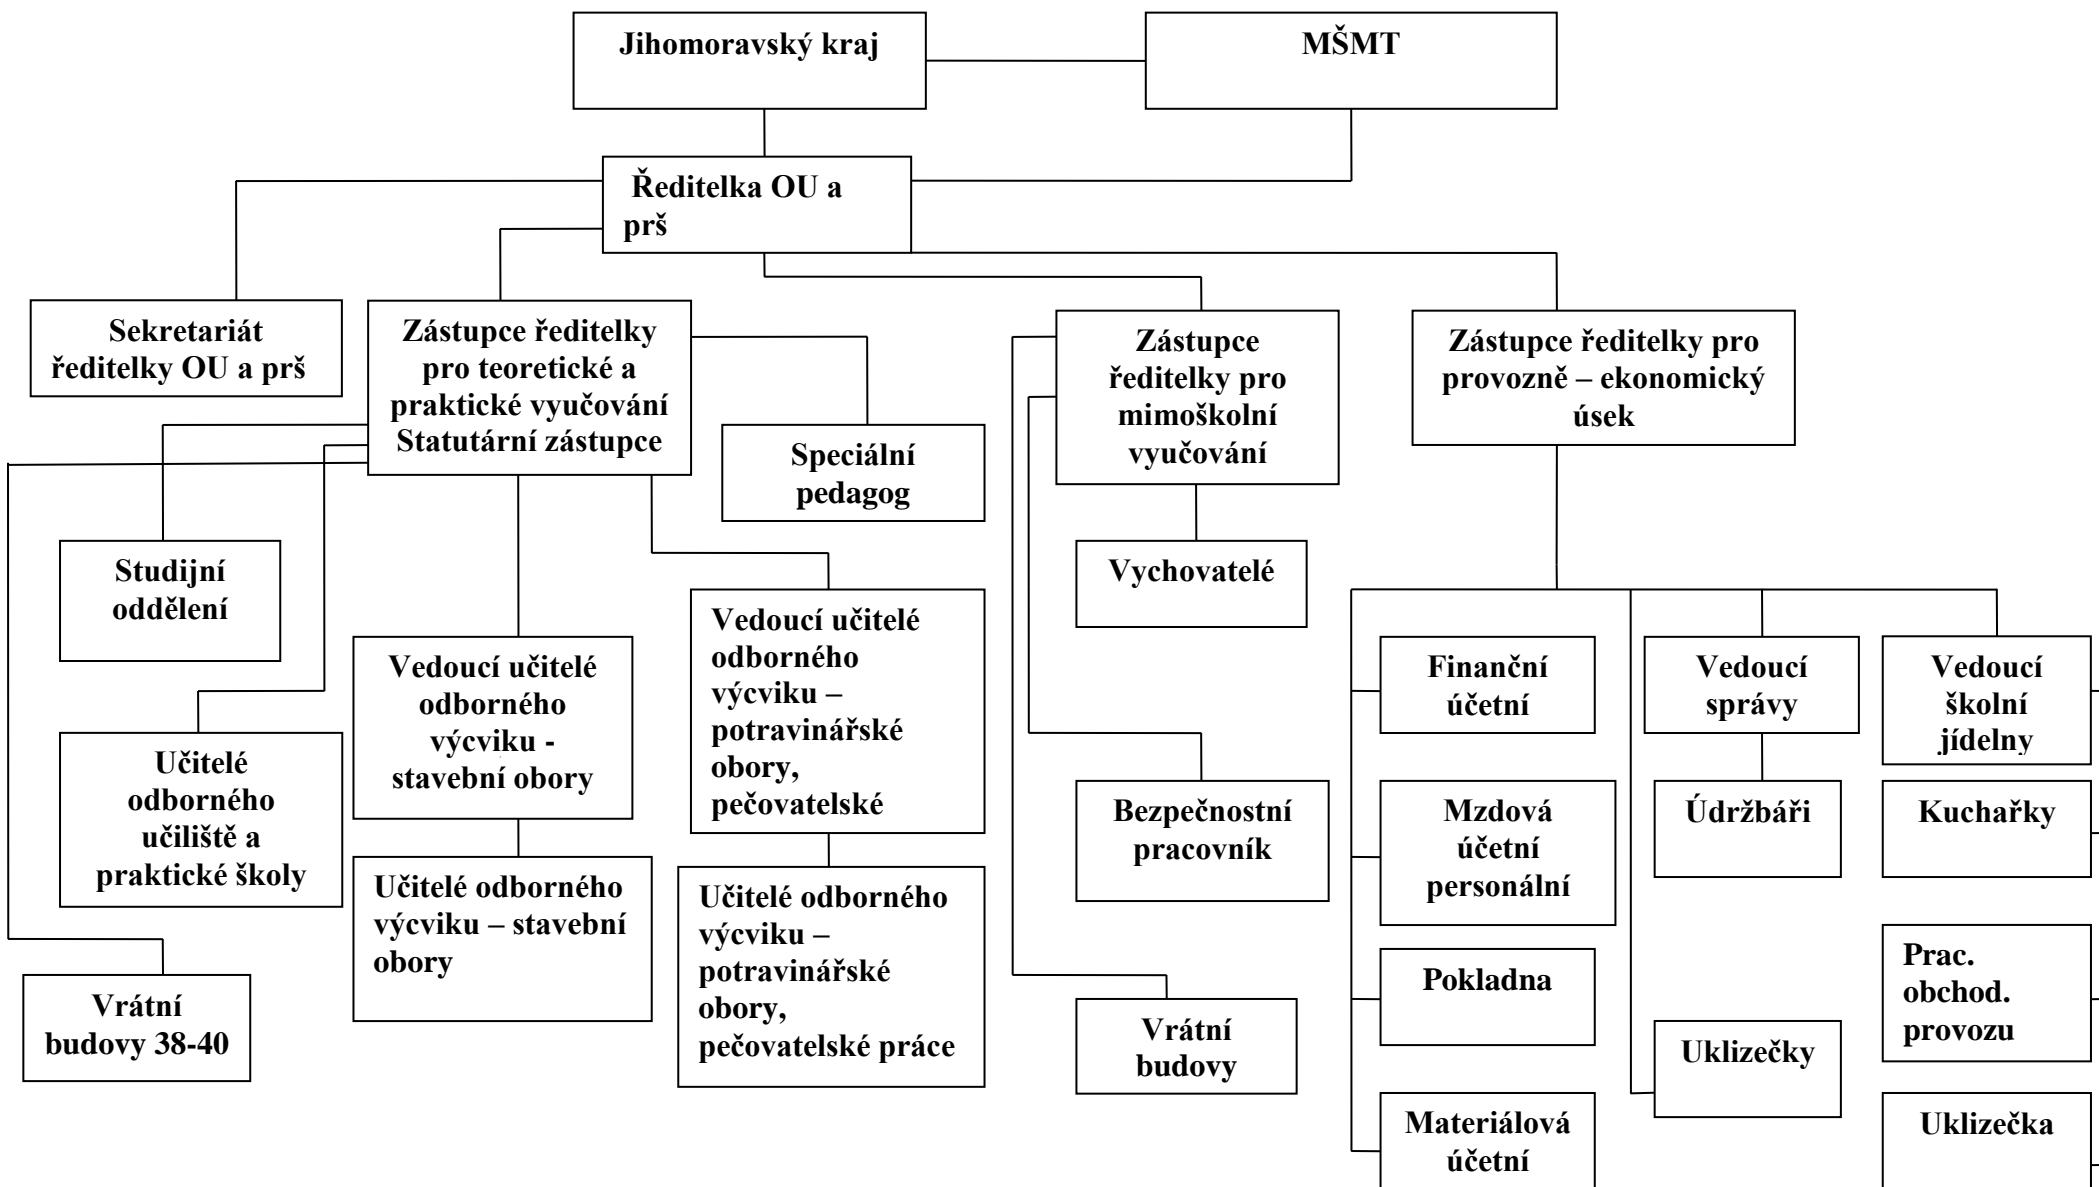 Jihomoravský kraj
MŠMT
Ředitelka OU a
prš
Sekretariát
ředitelky OU a prš
Zástupce ředitelky
pro teoretické a
praktické vyučování
Statutární zástupce
Zástupce
ředitelky pro
mimoškolní
vyučování
Zástupce ředitelky pro
provozně – ekonomický
úsek
Speciální
pedagog
Studijní
oddělení
Vychovatelé
Vedoucí učitelé
odborného
výcviku -
stavební obory
Vedoucí učitelé
odborného
výcviku –
potravinářské
obory,
pečovatelské
Finanční
účetní
Vedoucí
správy
Vedoucí
školní
jídelny
Učitelé
odborného
učiliště a
praktické školy
Bezpečnostní
pracovník
Mzdová
účetní
personální
Údržbáři
Kuchařky
Učitelé odborného
výcviku – stavební
obory
Učitelé odborného
výcviku –
potravinářské
obory,
pečovatelské práce
Pokladna
Prac.
obchod.
provozu
Vrátní
budovy 38-40
Vrátní
budovy
Uklizečky
Materiálová
účetní
Uklizečka